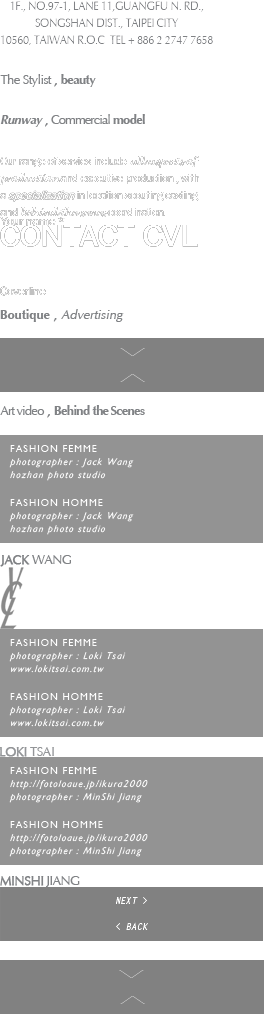 1F., NO.97-1, LANE 11,GUANGFU N. RD.,
SONGSHAN DIST., TAIPEI CITY
10560, TAIWAN R.O.C  TEL + 886 2 2747 7658
The Stylist , beauty
Runway , Commercial model
Our range of services include all aspects of
production and executive production , with
a specialization in location scouting/casting
and behind-the-scenes coordination.
Your name *
CONTACT CVL
Coverline
Boutique , Advertising
Art video , Behind the Scenes
FASHION FEMME
photographer : Jack Wang
hozhan photo studio
FASHION HOMME
photographer : Jack Wang
hozhan photo studio
JACK WANG
VCL
FASHION FEMME
photographer : Loki Tsai
www.lokitsai.com.tw
FASHION HOMME
photographer : Loki Tsai
www.lokitsai.com.tw
LOKI TSAI
FASHION FEMME
http://fotoloaue.jp/ikura2000
photographer : MinShi Jiang
FASHION HOMME
http://fotoloaue.jp/ikura2000
photographer : MinShi Jiang
MINSHI JIANG
NEXT >
< BACK